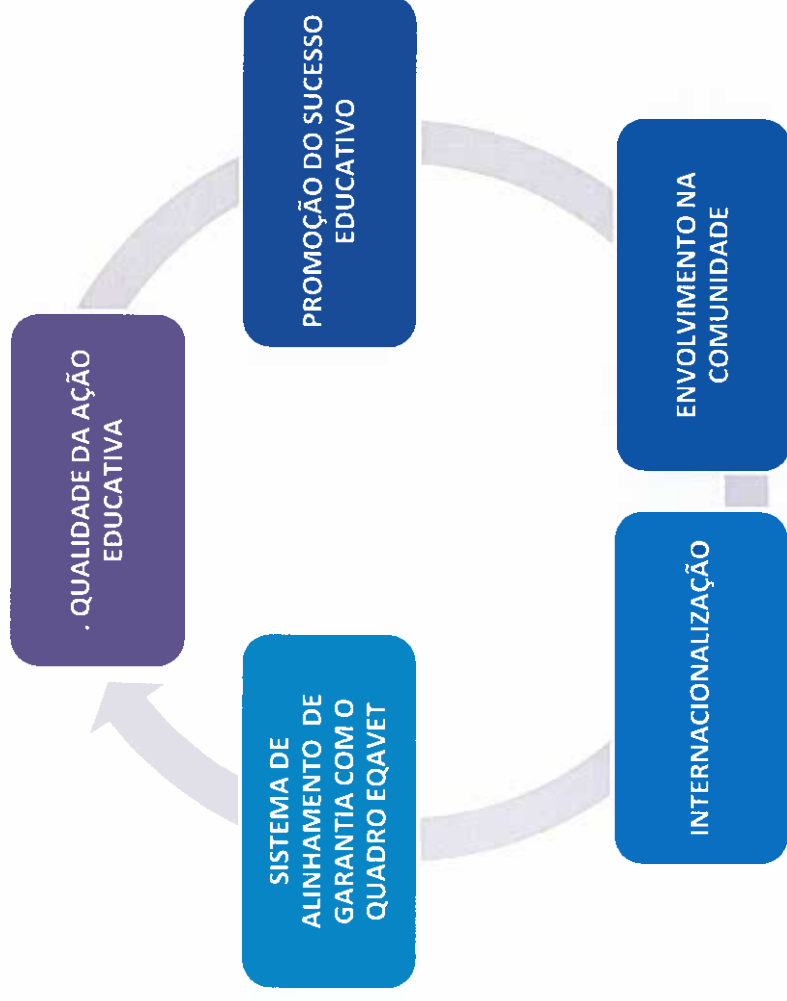 . QUALIDADE DA AÇÃO
EDUCATIVA
PROMOÇÃO DO SUCESSO
EDUCATIVO
ENVOLVIMENTO NA
COMUNIDADE
INTERNACIONALIZAÇÃO
SISTEMA DE
ALINHAMENTO DE
GARANTIA COM O
QUADRO EQAVET